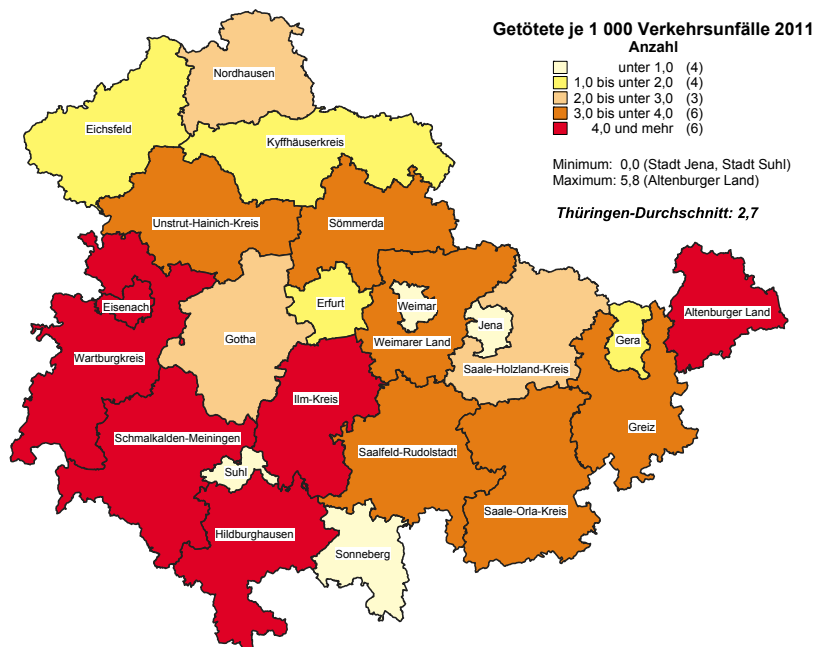 Getötete je 1 000 Verkehrsunfälle 2011
Anzahl
unter 1,0 (4)
1,0 bis unter 2,0 (4)
2,0 bis unter 3,0 (3)
3,0 bis unter 4,0 (6)
4,0 und mehr (6)
Minimum: 0,0 (Stadt Jena, Stadt Suhl)
Maximum: 5,8 (Altenburger Land)
Thüringen-Durchschnitt: 2,7
Nordhausen
Eichsfeld
Kyffhäuserkreis
Unstrut-Hainich-Kreis
Sömmerda
Eisenach
Erfurt
Weimar
Jena
Altenburger Land
Gotha
Weimarer Land
Gera
Wartburgkreis
Saale-Holzland-Kreis
Ilm-Kreis
Schmalkalden-Meiningen
Greiz
Saalfeld-Rudolstadt
Suhl
Saale-Orla-Kreis
Hildburghausen
Sonneberg